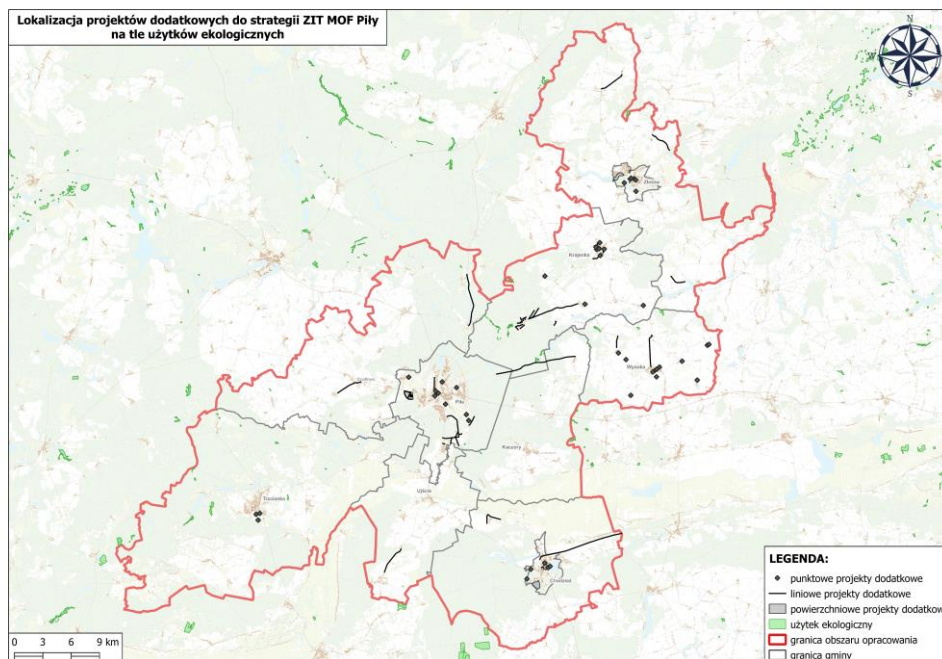 Lokalizacja projektów dodatkowych do strategii ZIT MOF Piły
na tle użytków ekologicznych
N
S
Złotów
Krajenka
Wysoka
Piła
Kaczory
Trzcianka
Ujście
Chodzież
LEGENDA:
punktowe projekty dodatkowe
liniowe projekty dodatkowe
powierzchniowe projekty dodatkow
użytek ekologiczny
granica obszaru opracowania
granica gminy
0 3 6 9 km